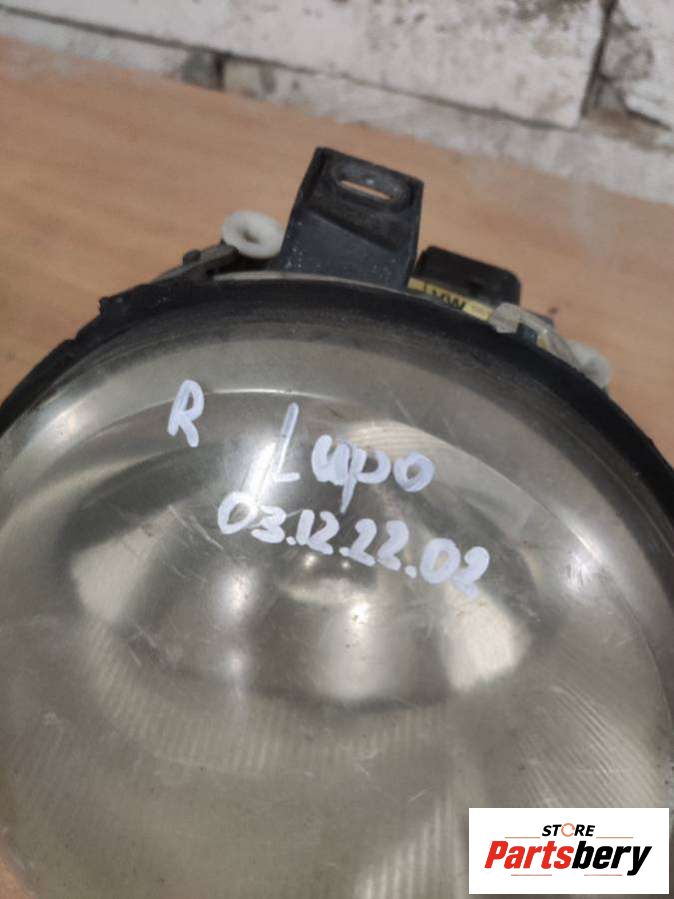 R Lupo
03.12.22.02
STORE
Partsbery